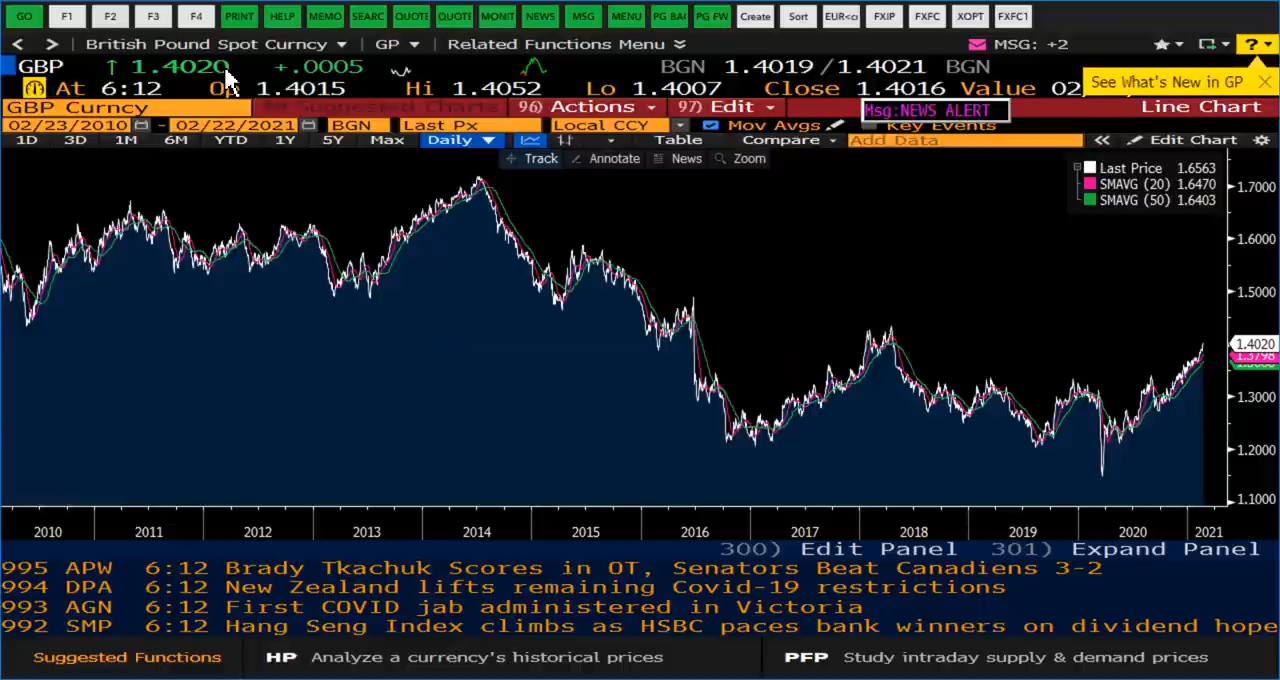 GO F1 F2 F3 F4 PRINT HELP MEMO SEARC QUOTE QUOTE MONIT NEWS MSG MENU PG BA PG FW Create Sort EUR<c FXIP FXFC XOPT FXFC1
British Pound Spot Curncy GP Related Functions Menu MSG: +2 ?
GBP ↑ 1.4020 +.0005 BGN 1.4019 / 1.4021 BGN
See What's New in GP
At 6:12 Op 1.4015 Hi 1.4052 Lo 1.4007 Close 1.4016 Value 02/
GBP Curncy Suggested Charts 96) Actions 97) Edit Msg:NEWS ALERT Line Chart
02/23/2010 - 02/22/2021 BGN Last Px Local CCY Mov Avgs Key Events
1D 3D 1M 6M YTD 1Y 5Y Max Daily Table Compare Add Data Edit Chart
Track Annotate News Zoom
Last Price 1.6563
SMAVG (20) 1.6470
SMAVG (50) 1.6403
1.7000
1.6000
1.5000
1.4020
1.3798
1.3000
1.2000
1.1000
2010 2011 2012 2013 2014 2015 2016 2017 2018 2019 2020 2021
300) Edit Panel 301) Expand Panel
995 APW 6:12 Brady Tkachuk Scores in OT, Senators Beat Canadiens 3-2
994 DPA 6:12 New Zealand lifts remaining Covid-19 restrictions
993 AGN 6:12 First COVID jab administered in Victoria
992 SMP 6:12 Hang Seng Index climbs as HSBC paces bank winners on dividend hope
Suggested Functions HP Analyze a currency's historical prices PFP Study intraday supply & demand prices